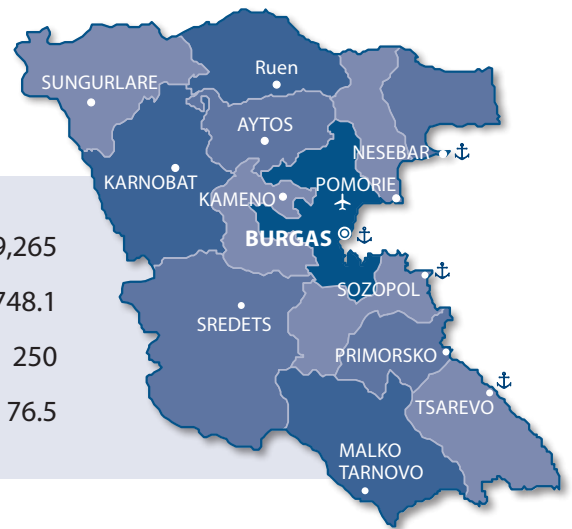 SUNGURLARE
Ruen
AYTOS
NESEBAR
KARNOBAT
KAMENO
POMORIE
BURGAS
9,265
748.1
250
76.5
SOZOPOL
SREDETS
PRIMORSKO
TSAREVO
MALKO
TARNOVO